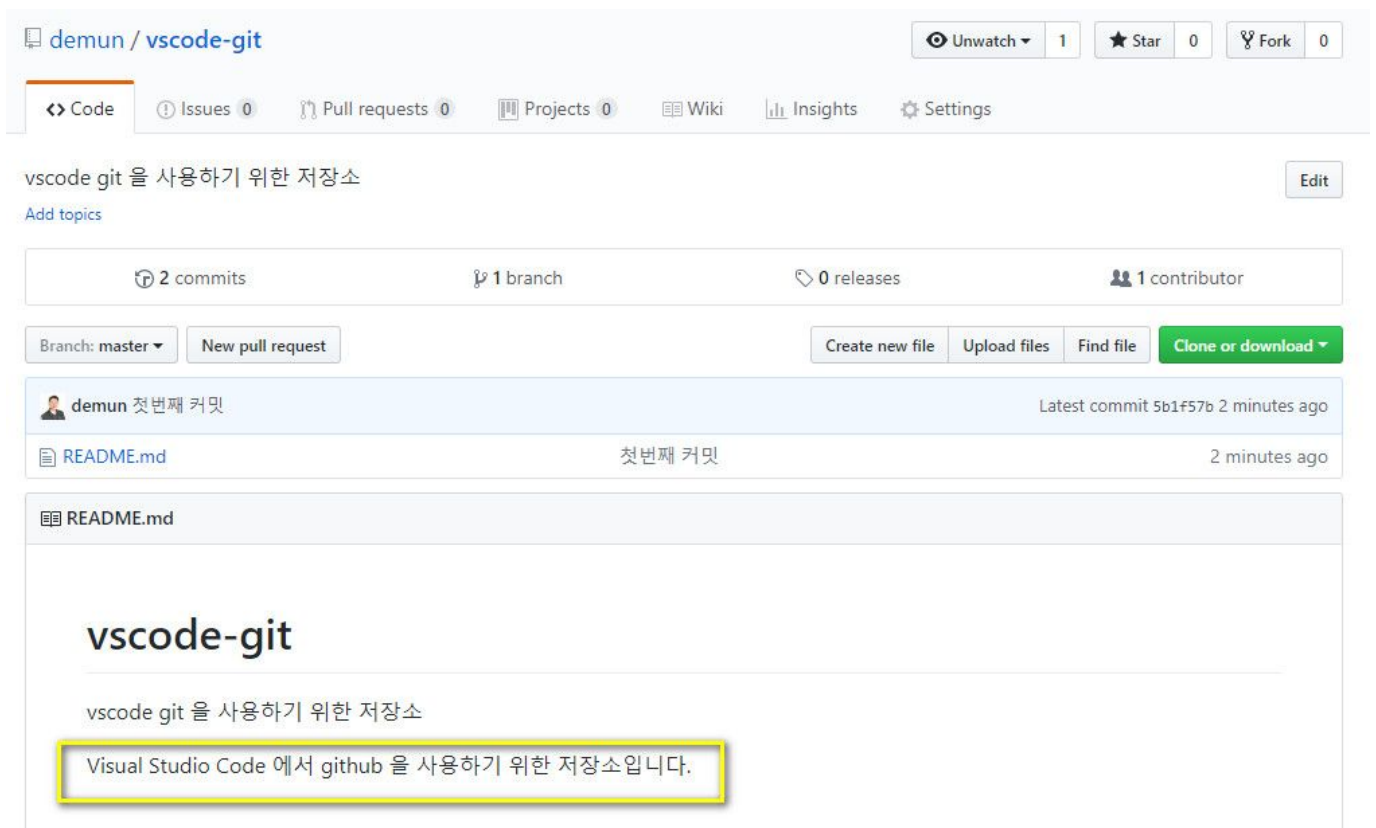 demun / vscode-git Unwatch 1 Star 0 Fork 0
Code Issues 0 Pull requests 0 Projects 0 Wiki Insights Settings
vscode git 을 사용하기 위한 저장소 Edit
Add topics
2 commits 1 branch 0 releases 1 contributor
Branch: master New pull request Create new file Upload files Find file Clone or download
demun 첫번째 커밋 Latest commit 5b1f57b 2 minutes ago
README.md 첫번째 커밋 2 minutes ago
README.md
vscode-git
vscode git 을 사용하기 위한 저장소
Visual Studio Code 에서 github 을 사용하기 위한 저장소입니다.